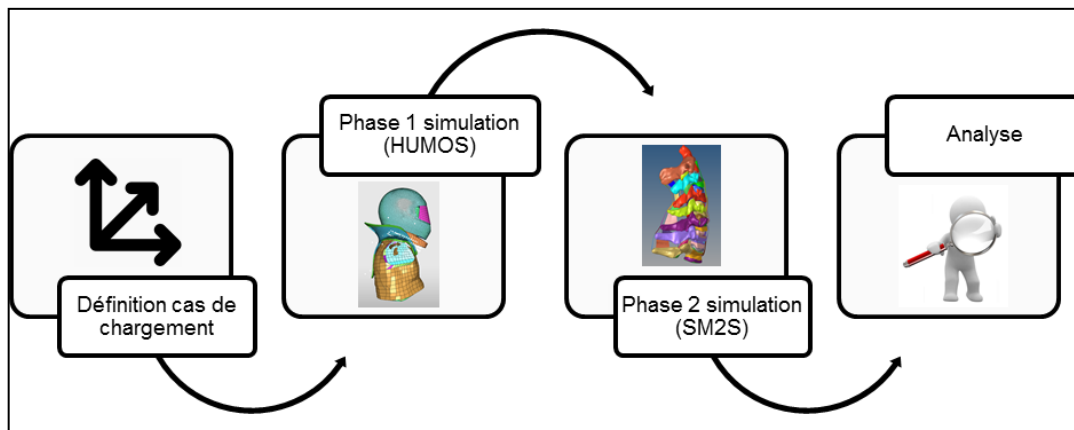 Définition cas de
chargement
Phase 1 simulation
(HUMOS)
Phase 2 simulation
(SM2S)
Analyse